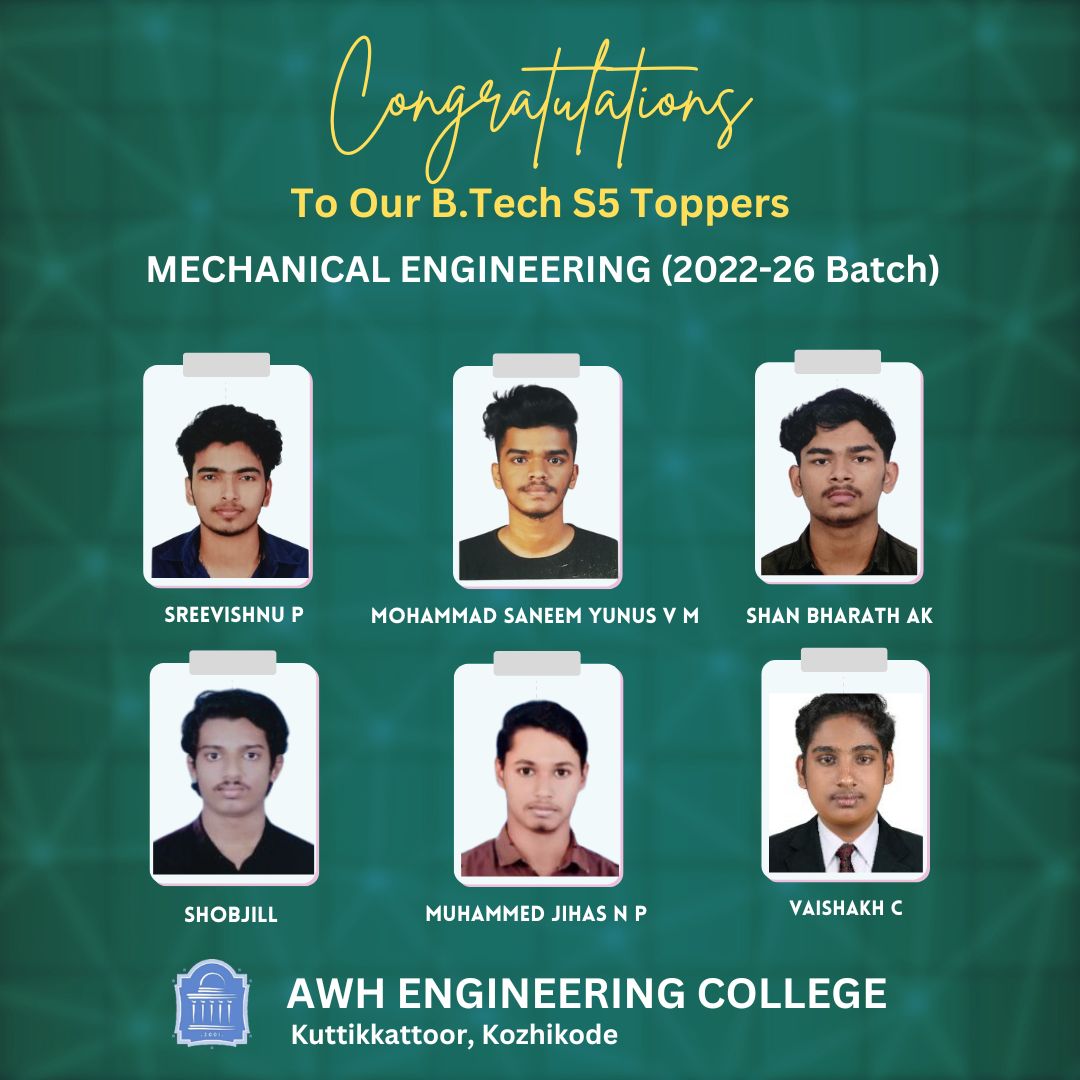 Congratulations
To Our B.Tech S5 Toppers
MECHANICAL ENGINEERING (2022-26 Batch)
SREEVISHNU P
MOHAMMAD SANEEM YUNUS V M
SHAN BHARATH AK
SHOBJILL
MUHAMMED JIHAS N P
VAISHAKH C
.2001.
AWH ENGINEERING COLLEGE
Kuttikkattoor, Kozhikode